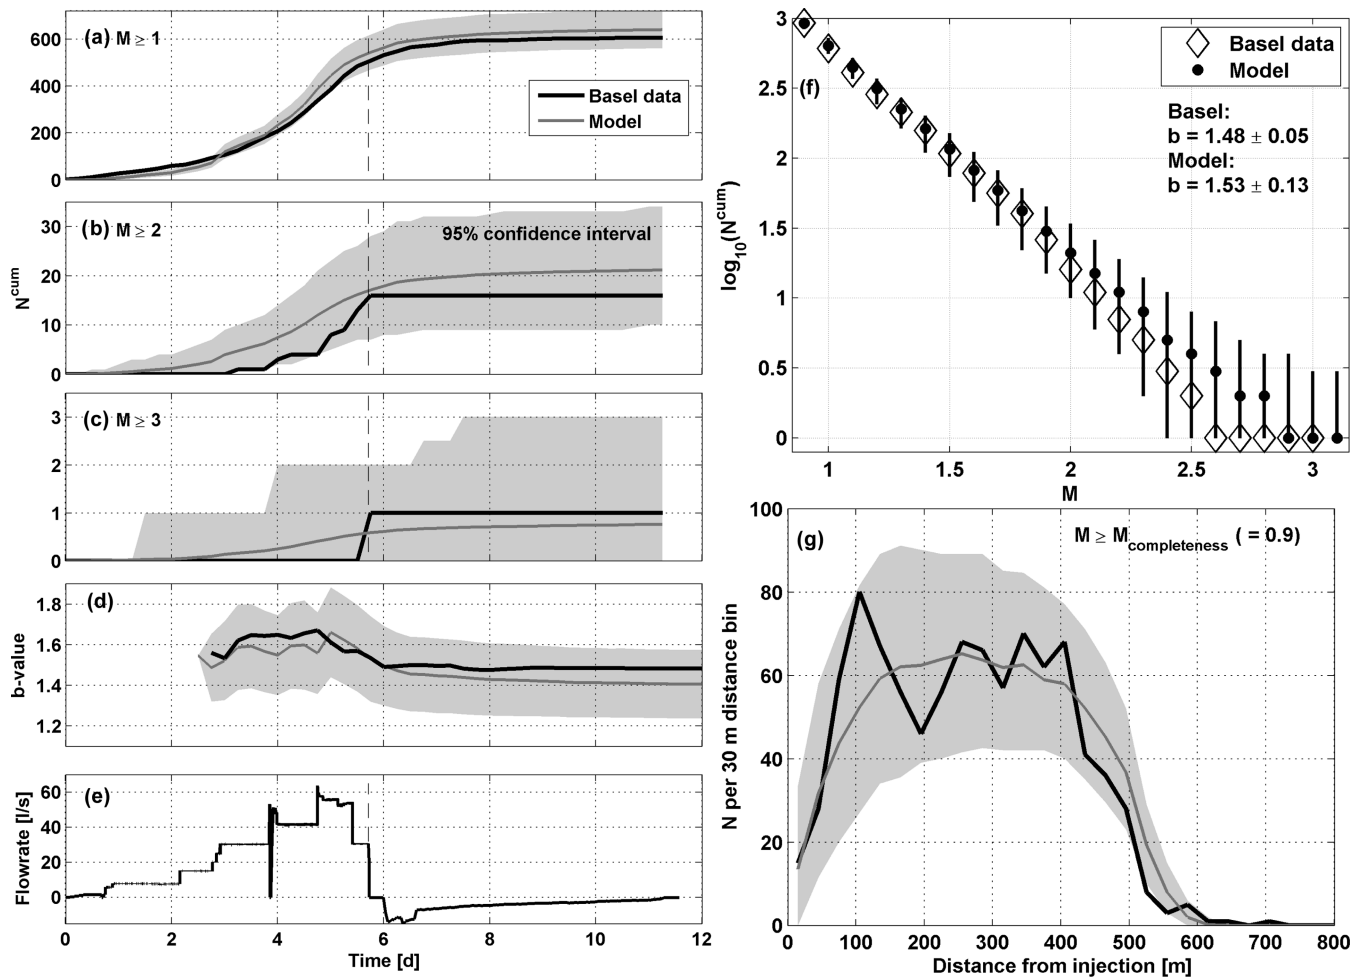 (a) M ≥ 1
600
400
200
0
Basel data
Model
(b) M ≥ 2
95% confidence interval
30
20
10
0
N^cum
(c) M ≥ 3
3
2
1
0
(d)
1.8
1.6
1.4
1.2
b-value
(e)
60
40
20
0
Flowrate [l/s]
0 2 4 6 8 10 12
Time [d]
(f)
3
2.5
2
1.5
1
0.5
0
log₁₀(N^cum)
Basel data
Model
Basel:
b = 1.48 ± 0.05
Model:
b = 1.53 ± 0.13
1 1.5 2 2.5 3
M
(g)
M ≥ M_completeness ( = 0.9)
100
80
60
40
20
0
N per 30 m distance bin
0 100 200 300 400 500 600 700 800
Distance from injection [m]